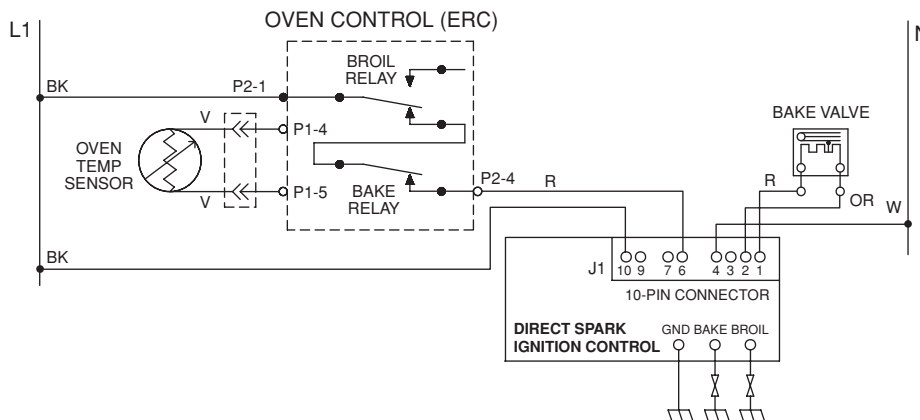 OVEN CONTROL (ERC)
L1
BROIL
RELAY
BK
P2-1
BAKE VALVE
V
P1-4
OVEN
TEMP
SENSOR
P2-4
R
R
P1-5
BAKE
RELAY
V
OR
W
BK
J1
10 9 7 6 4 3 2 1
10-PIN CONNECTOR
DIRECT SPARK
IGNITION CONTROL
GND BAKE BROIL